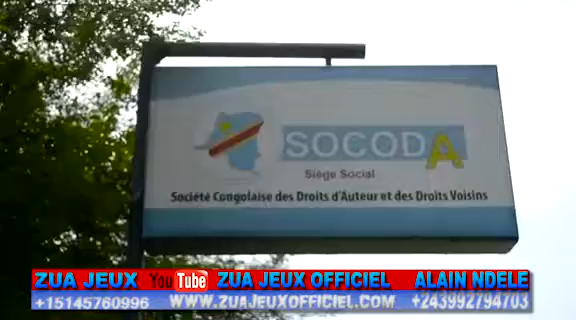 SOCODA
Siège Social
Société Congolaise des Droits d'Auteur et des Droits Voisins
ZUA JEUX YouTube ZUA JEUX OFFICIEL ALAIN NDELE
+15145760996 WWW.ZUAJEUXOFFICIEL.COM +243992794703